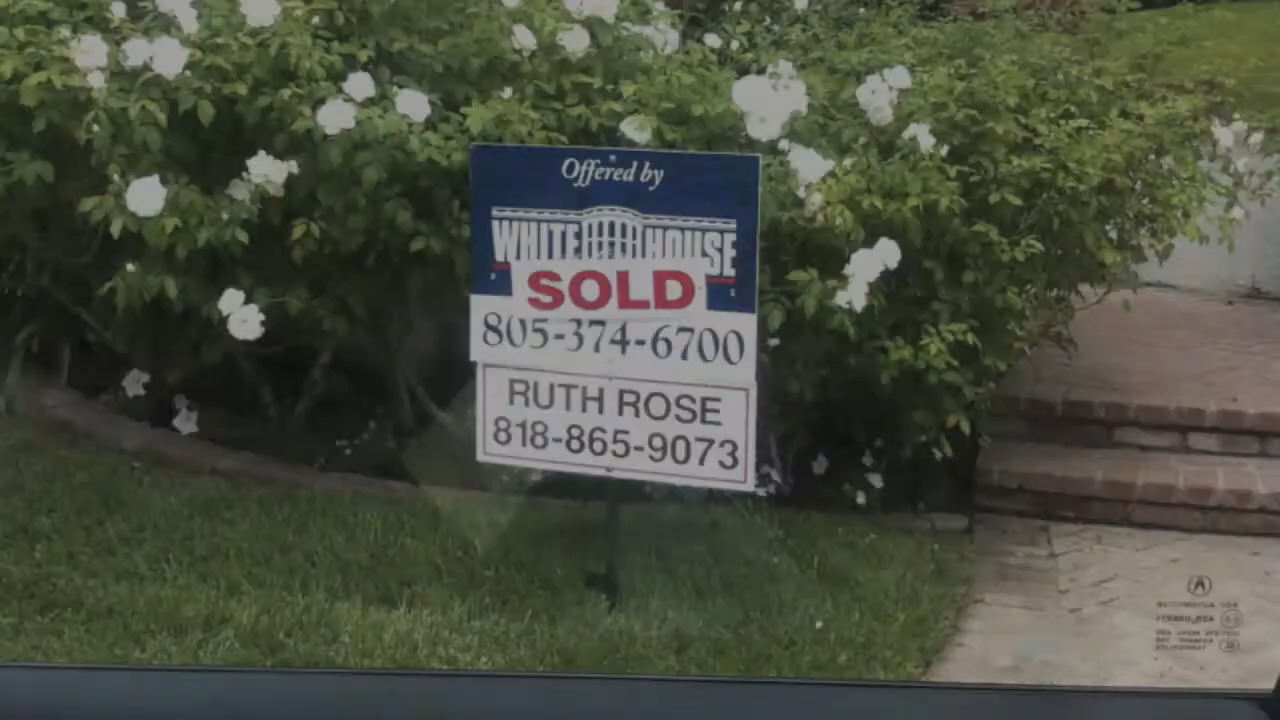 Offered by
WHITE HOUSE
SOLD
805-374-6700
RUTH ROSE
818-865-9073